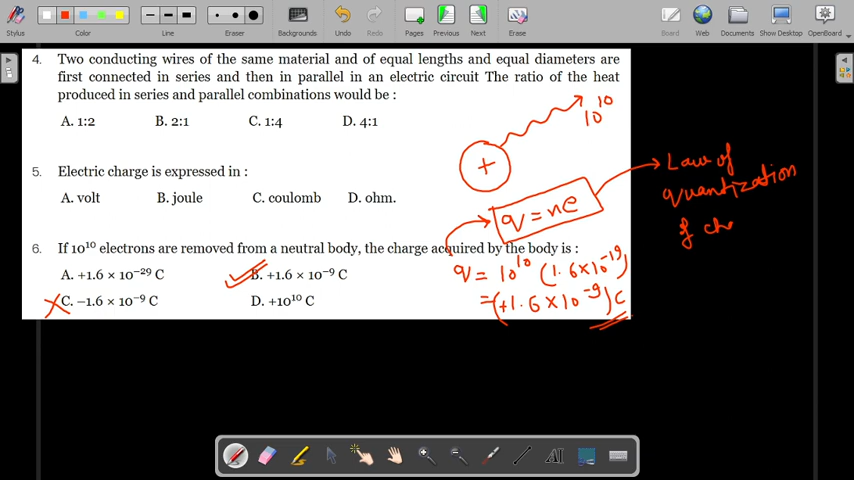 Stylus
Color
Line
Eraser
Backgrounds
Undo
Redo
Pages
Previous
Next
Erase
Board
Web
Documents
Show Desktop
OpenBoard
4. Two conducting wires of the same material and of equal lengths and equal diameters are
first connected in series and then in parallel in an electric circuit The ratio of the heat
produced in series and parallel combinations would be :
A. 1:2 B. 2:1 C. 1:4 D. 4:1
10¹⁰
+
5. Electric charge is expressed in :
A. volt B. joule C. coulomb D. ohm.
q = ne
Law of
quantization
of cha
6. If 10¹⁰ electrons are removed from a neutral body, the charge acquired by the body is :
A. +1.6 × 10⁻²⁹ C B. +1.6 × 10⁻⁹ C
C. −1.6 × 10⁻⁹ C D. +10¹⁰ C
q = 10¹⁰ (1.6×10⁻¹⁹)
=(+1.6×10⁻⁹) C
AI